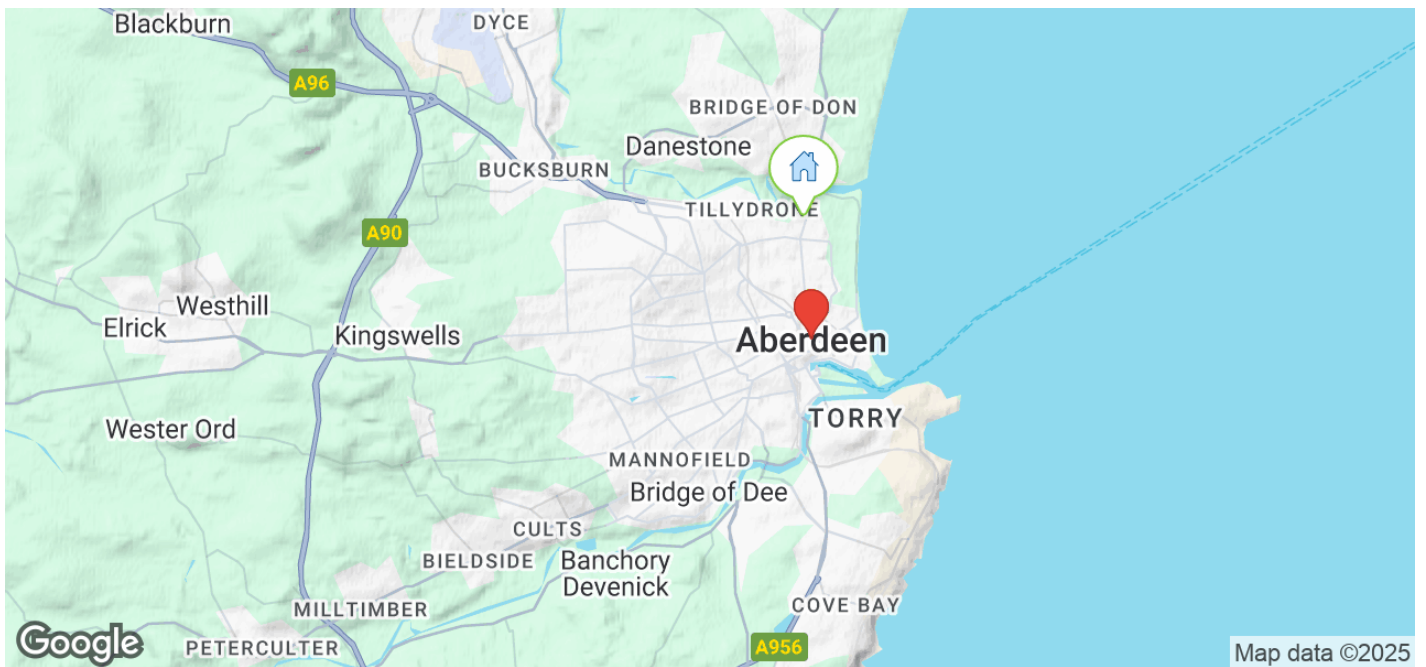 Blackburn
DYCE
A96
BRIDGE OF DON
Danestone
BUCKSBURN
TILLYDRONE
A90
Westhill
Elrick
Kingswells
Aberdeen
Wester Ord
TORRY
MANNOFIELD
Bridge of Dee
CULTS
BIELDSIDE
Banchory
Devenick
MILLTIMBER
COVE BAY
PETERCULTER
A956
Google
Map data ©2025